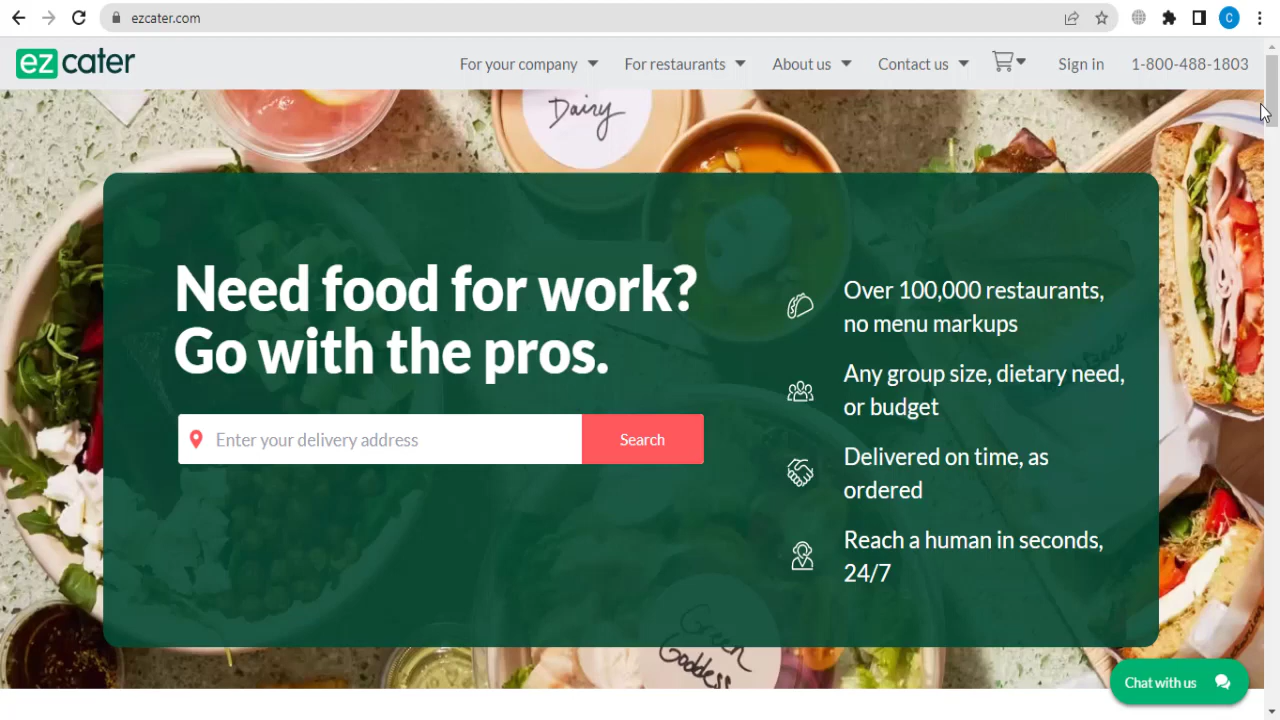 ezcater.com
C
ez cater
For your company
For restaurants
About us
Contact us
Sign in
1-800-488-1803
Dairy
Need food for work?
Go with the pros.
Enter your delivery address
Search
Over 100,000 restaurants,
no menu markups
Any group size, dietary need,
or budget
Delivered on time, as
ordered
Reach a human in seconds,
24/7
Green
Goddess
Chat with us